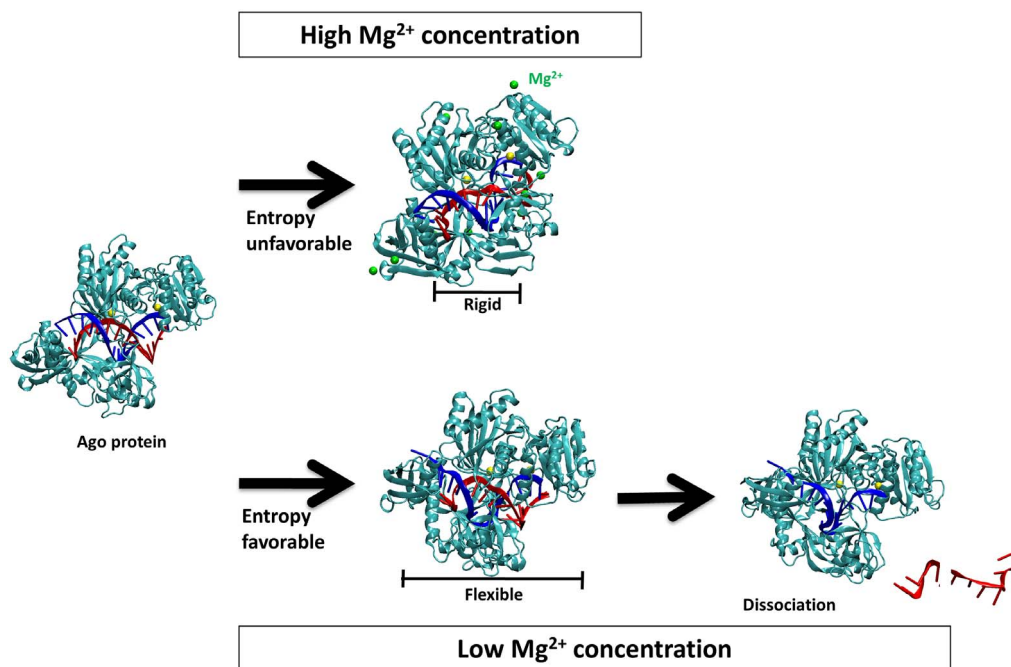 High Mg²⁺ concentration
Mg²⁺
Entropy
unfavorable
Rigid
Ago protein
Entropy
favorable
Flexible
Dissociation
Low Mg²⁺ concentration